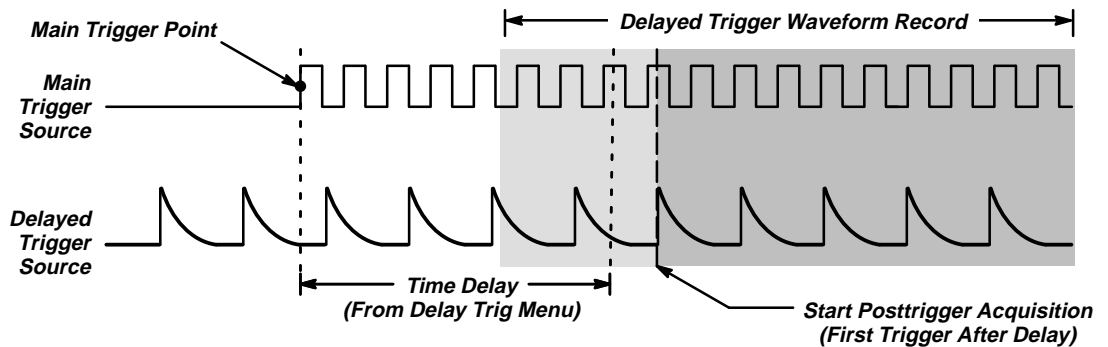 Delayed Trigger Waveform Record
Main Trigger Point
Main
Trigger
Source
Delayed
Trigger
Source
Time Delay
(From Delay Trig Menu)
Start Posttrigger Acquisition
(First Trigger After Delay)